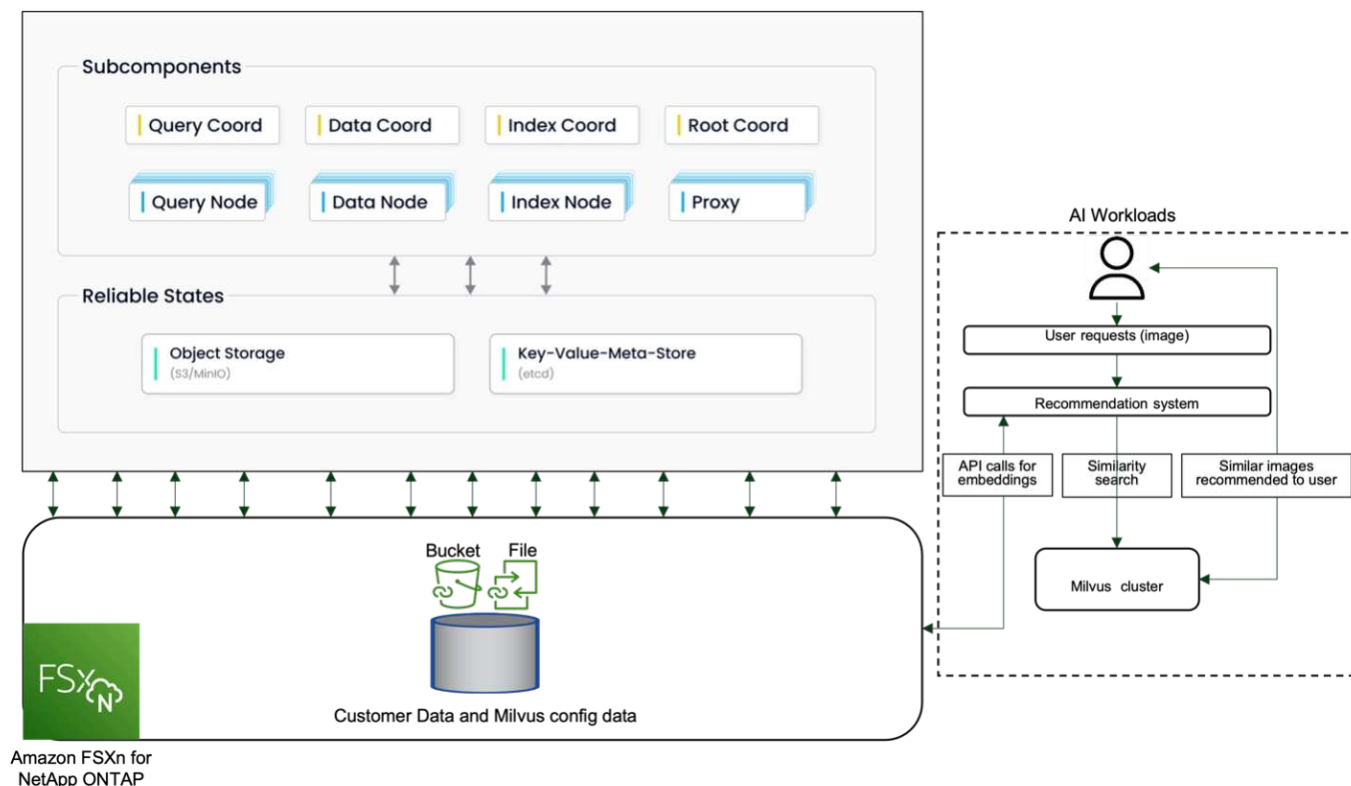 Subcomponents
Query Coord
Data Coord
Index Coord
Root Coord
Query Node
Data Node
Index Node
Proxy
Reliable States
Object Storage
(S3/MinIO)
Key-Value-Meta-Store
(etcd)
Bucket
File
FSx
N
Customer Data and Milvus config data
Amazon FSXn for
NetApp ONTAP
AI Workloads
User requests (image)
Recommendation system
API calls for
embeddings
Similarity
search
Similar images
recommended to user
Milvus cluster